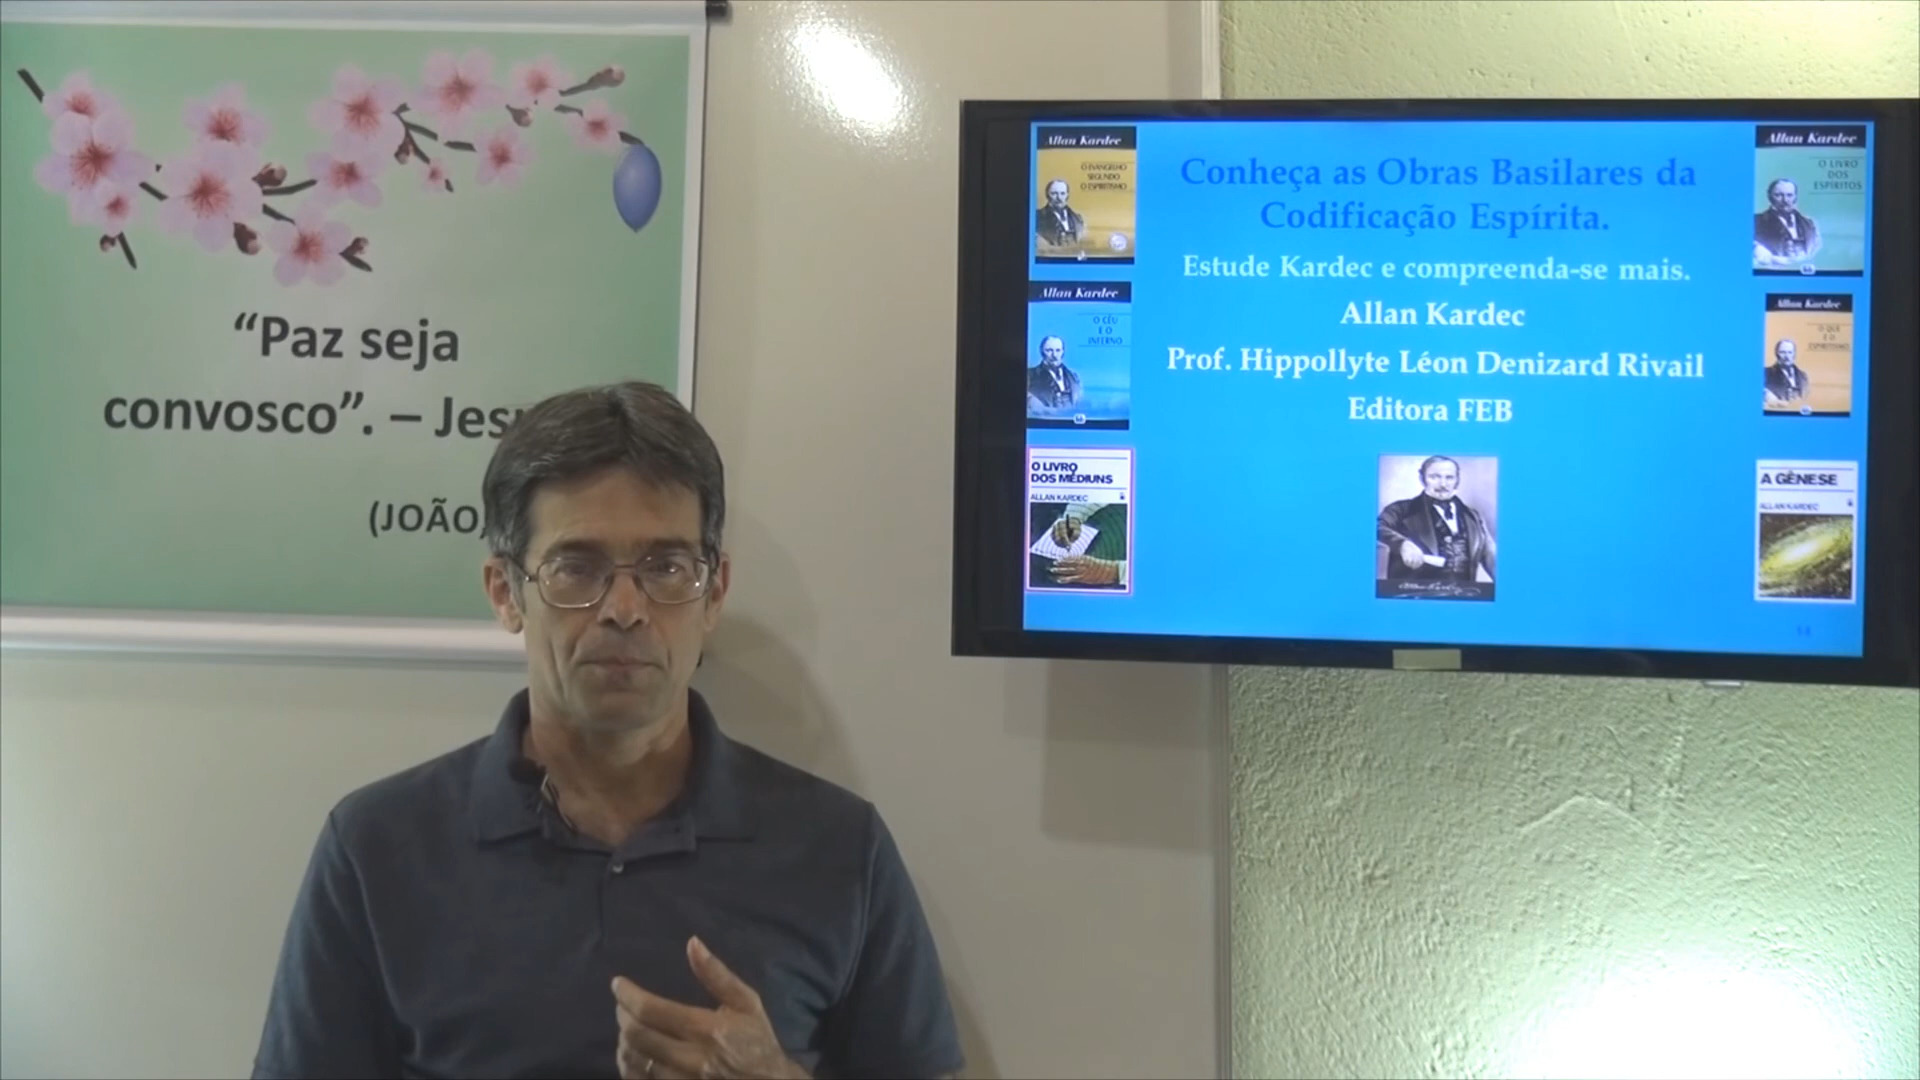 “Paz seja
convosco”. – Jes
(JOÃO,
Conheça as Obras Basilares da
Codificação Espírita.
Estude Kardec e compreenda-se mais.
Allan Kardec
Prof. Hippollyte Léon Denizard Rivail
Editora FEB
Allan Kardec
O EVANGELHO
SEGUNDO
O ESPIRITISMO
Allan Kardec
O CÉU
E O
INFERNO
O LIVRO
DOS MÉDIUNS
ALLAN KARDEC
Allan Kardec
O LIVRO
DOS
ESPÍRITOS
Allan Kardec
O QUE
É O
ESPIRITISMO
A GÊNESE
ALLAN KARDEC